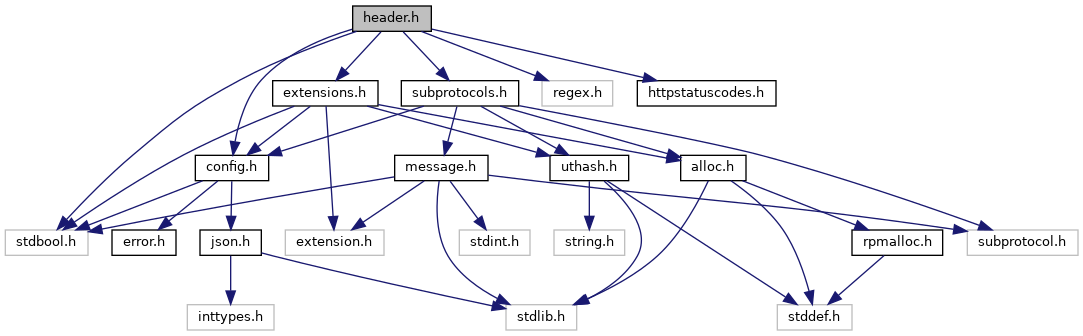 header.h
extensions.h
subprotocols.h
regex.h
httpstatuscodes.h
config.h
message.h
uthash.h
alloc.h
stdbool.h
error.h
json.h
extension.h
stdint.h
string.h
rpmalloc.h
subprotocol.h
inttypes.h
stdlib.h
stddef.h